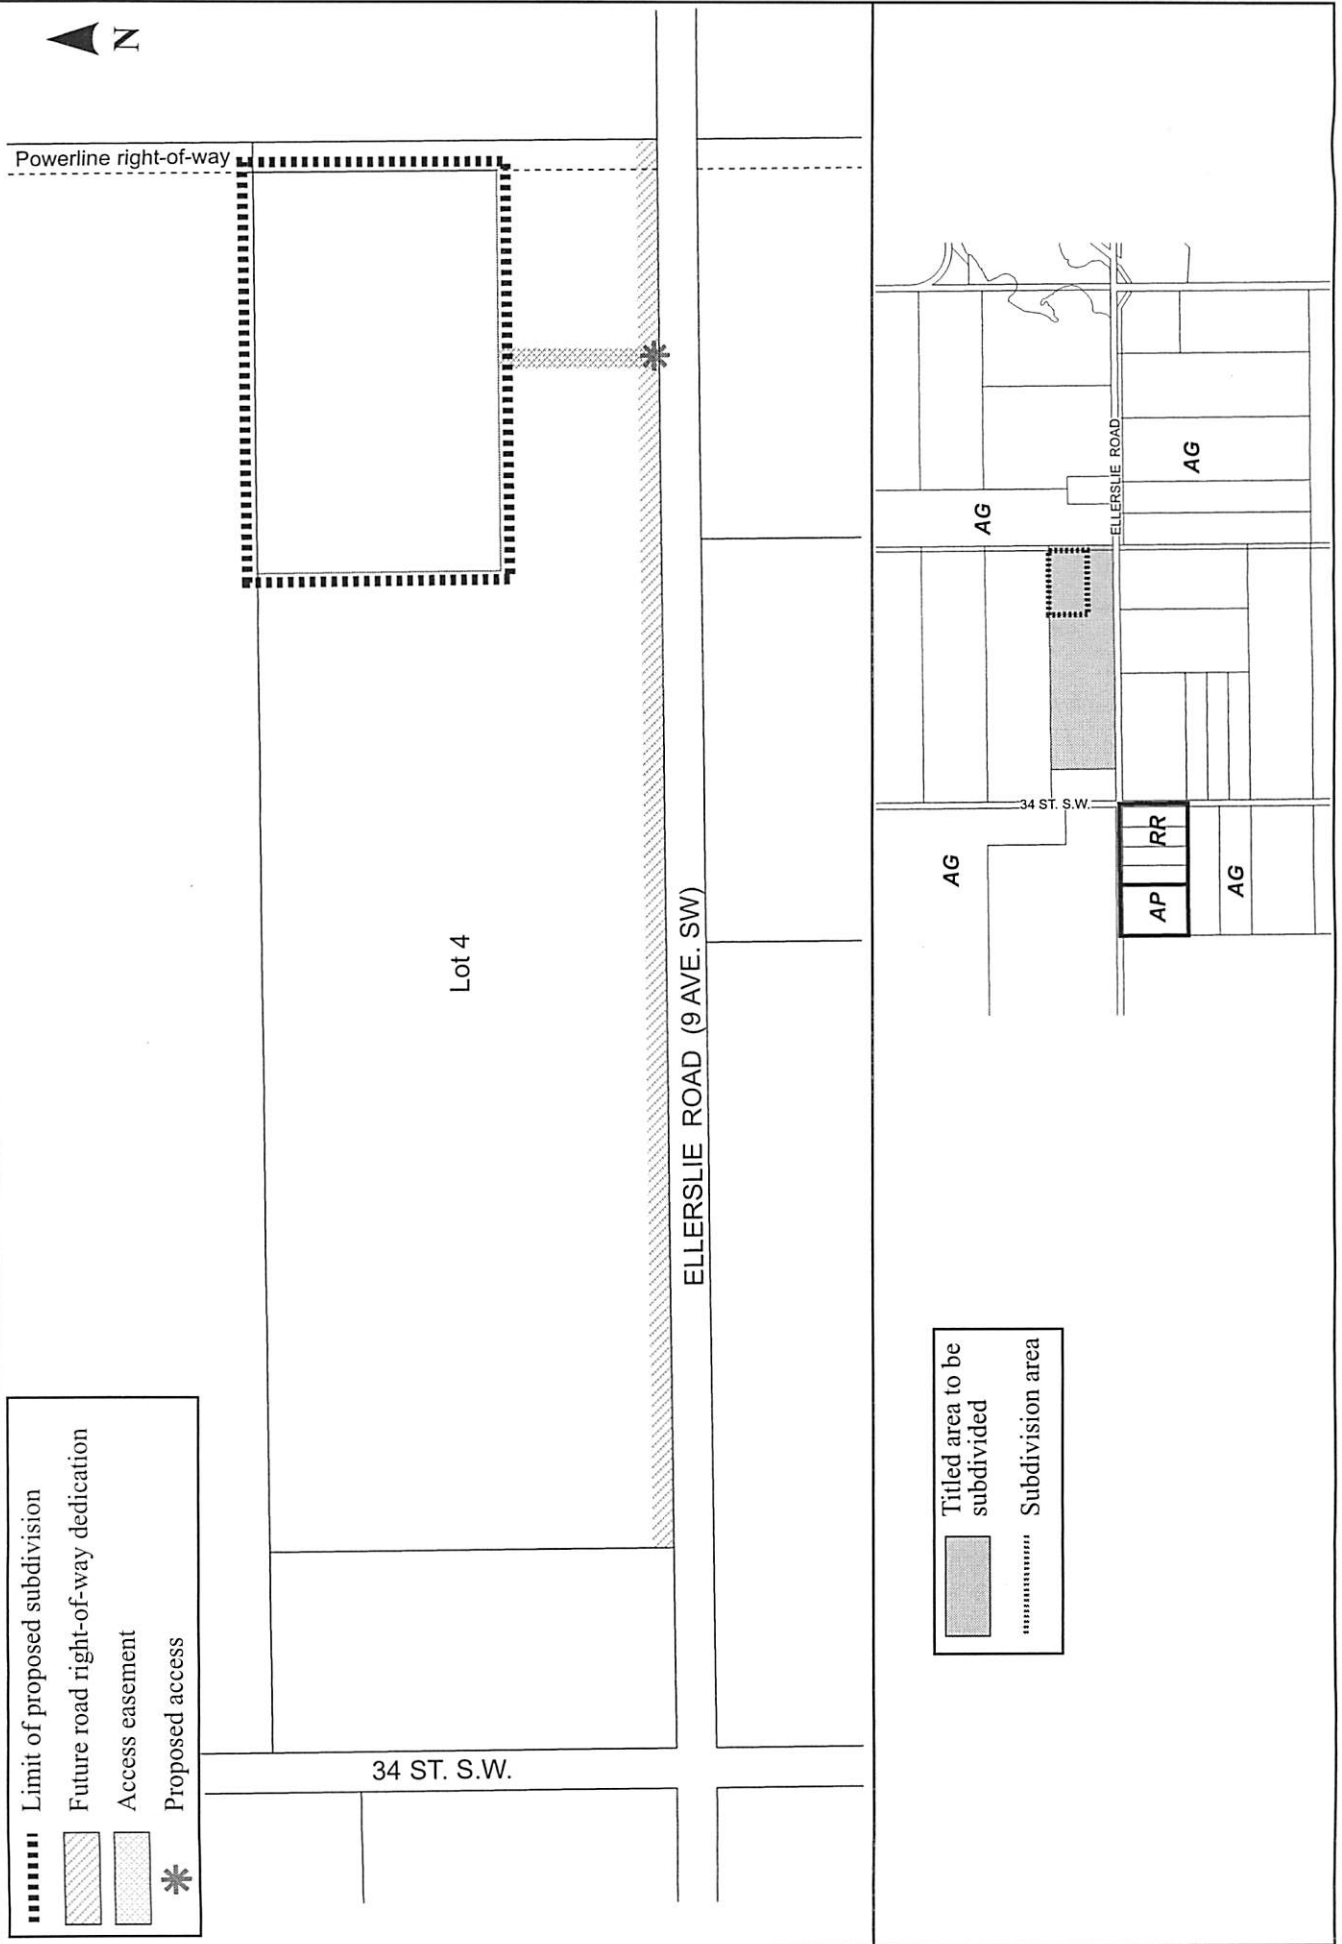 N
Powerline right-of-way
Lot 4
ELLERSLIE ROAD (9 AVE. SW)
34 ST. S.W.
Limit of proposed subdivision
Future road right-of-way dedication
Access easement
Proposed access
AG
AG
ELLERSLIE ROAD
34 ST. S.W.
AG
RR
AP
AG
Titled area to be
subdivided
Subdivision area